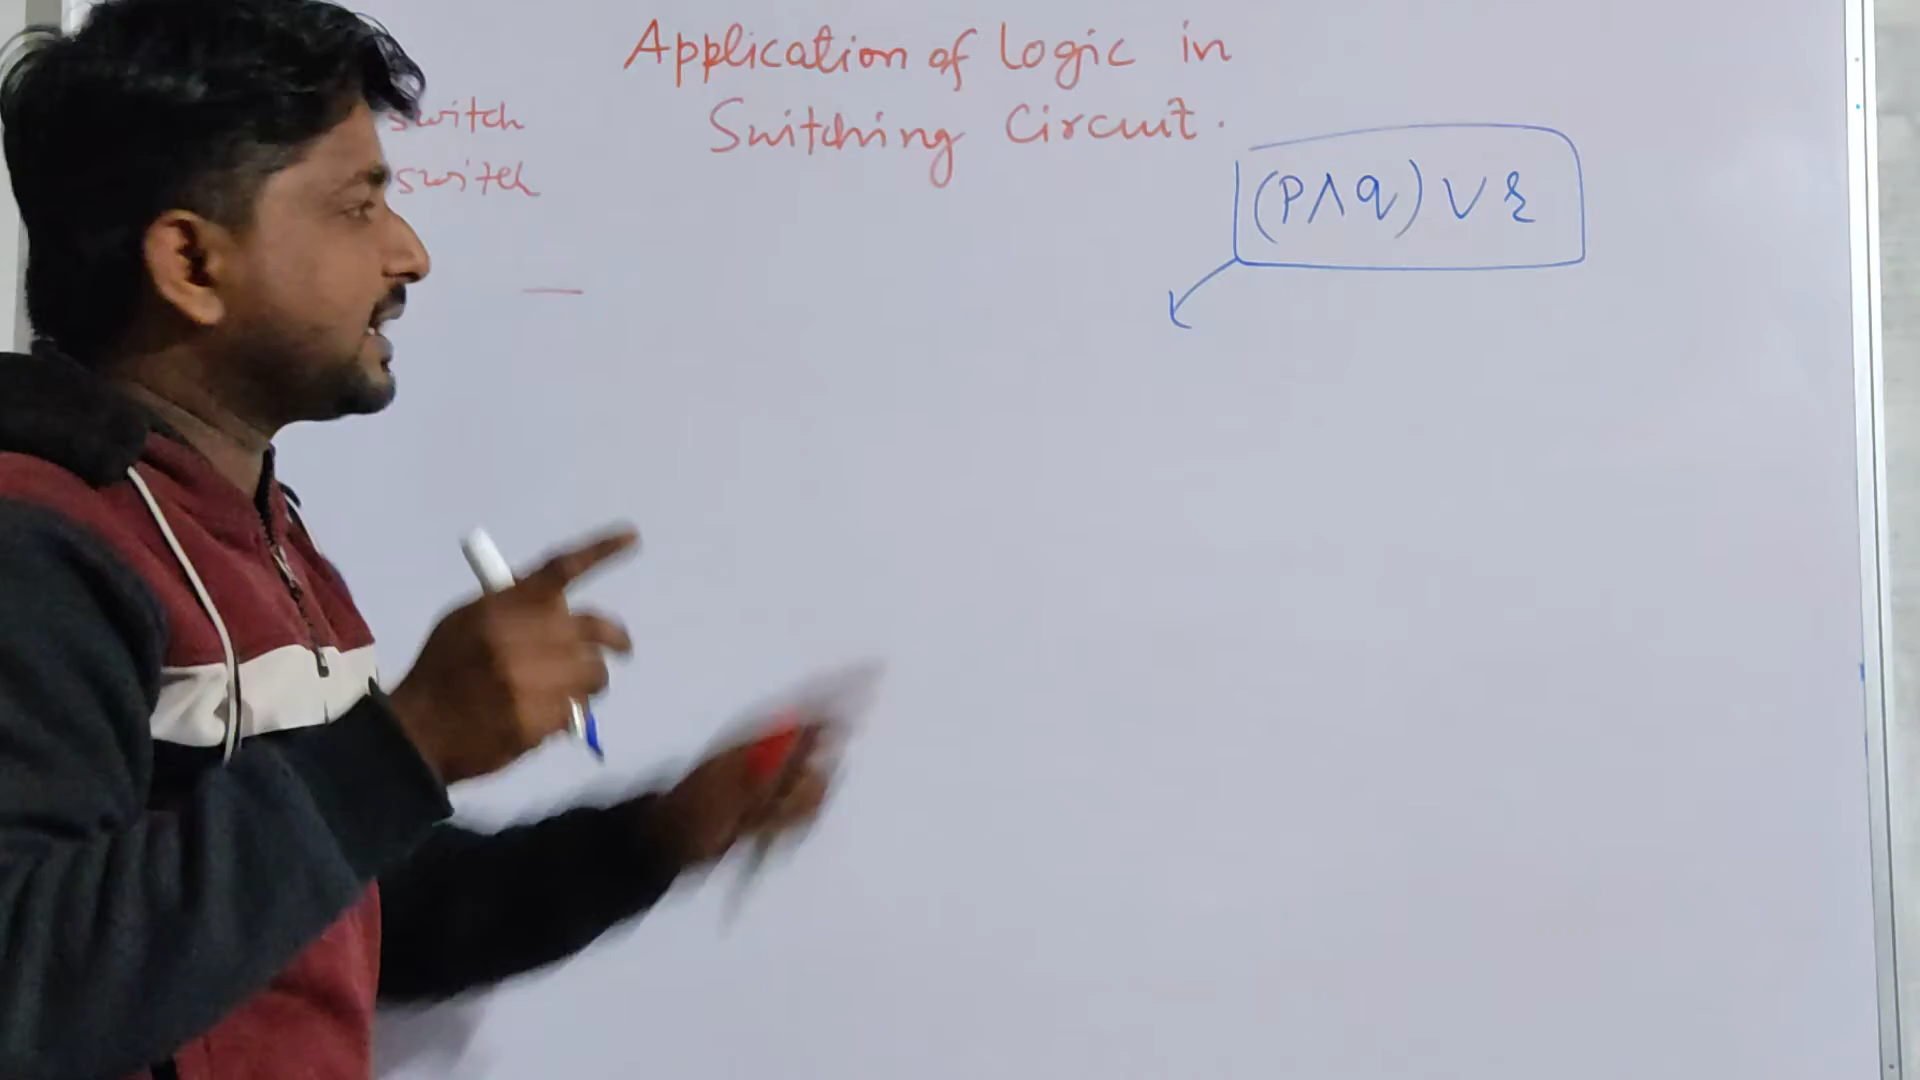 Application of Logic in
Switching Circuit.
switch
switch
(P∧q)∨r